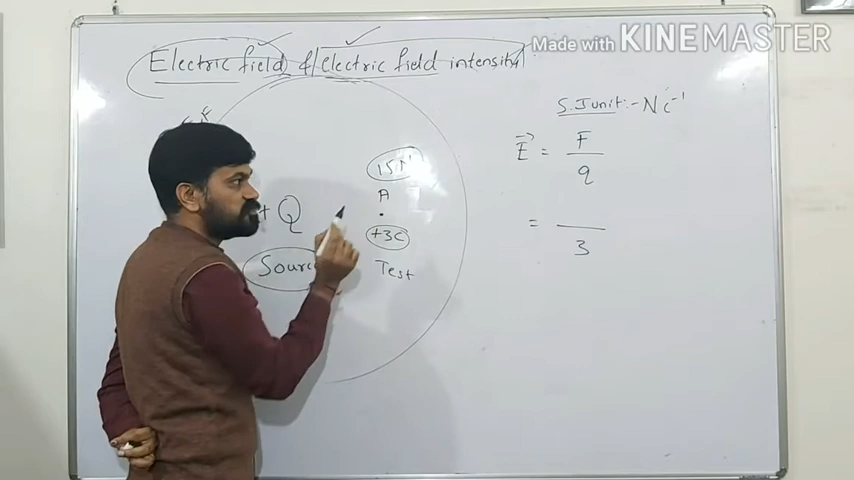 Made with KINEMASTER
Electric field & electric field intensity
S.I unit:- NC⁻¹
E = F
q
+ Q
15N
A
+3C
Test
Source
=
3